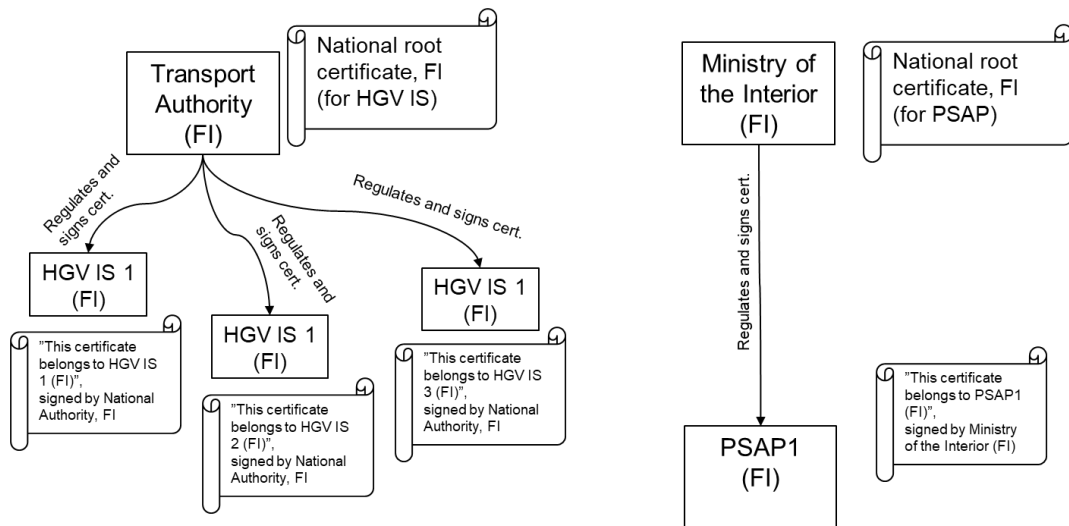 Transport
Authority
(FI)
National root
certificate, FI
(for HGV IS)
Regulates and
signs cert.
Regulates and
signs cert.
Regulates and signs cert.
HGV IS 1
(FI)
”This certificate
belongs to HGV IS
1 (FI)”,
signed by National
Authority, FI
HGV IS 1
(FI)
”This certificate
belongs to HGV IS
2 (FI)”,
signed by National
Authority, FI
HGV IS 1
(FI)
”This certificate
belongs to HGV IS
3 (FI)”,
signed by National
Authority, FI
Ministry of
the Interior
(FI)
National root
certificate, FI
(for PSAP)
Regulates and signs cert.
PSAP1
(FI)
”This certificate
belongs to PSAP1
(FI)”,
signed by Ministry
of the Interior (FI)